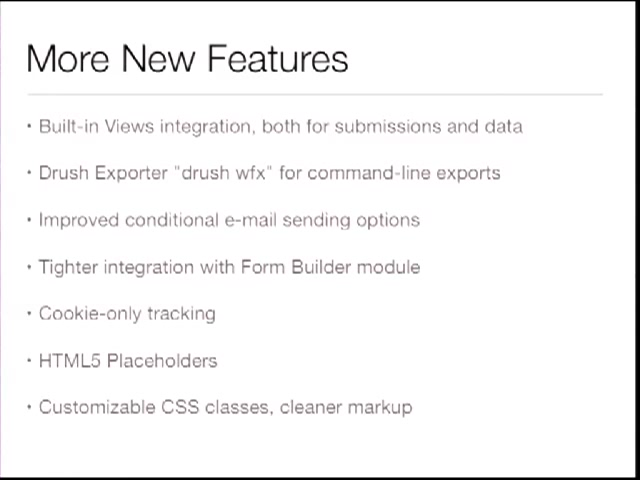 More New Features
• Built-in Views integration, both for submissions and data
• Drush Exporter "drush wfx" for command-line exports
• Improved conditional e-mail sending options
• Tighter integration with Form Builder module
• Cookie-only tracking
• HTML5 Placeholders
• Customizable CSS classes, cleaner markup